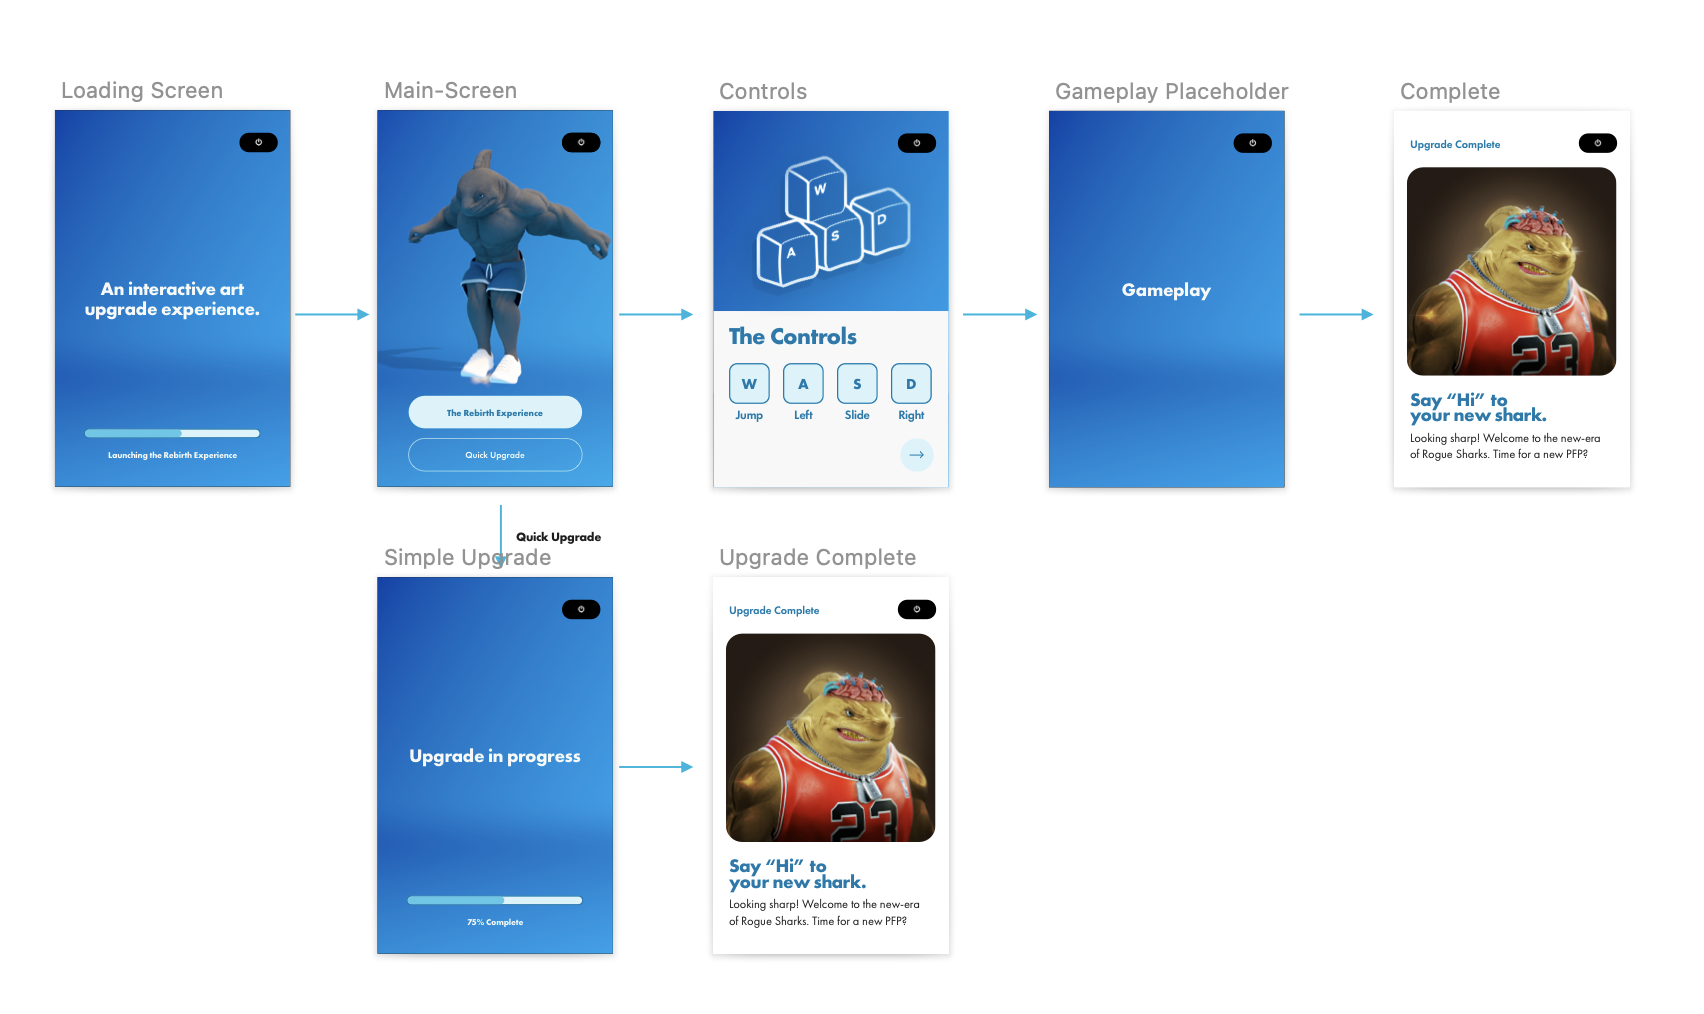 Loading Screen
An interactive art
upgrade experience.
Launching the Rebirth Experience
Main-Screen
The Rebirth Experience
Quick Upgrade
Controls
W
A
S
D
The Controls
W
A
S
D
Jump
Left
Slide
Right
Gameplay Placeholder
Gameplay
Complete
Upgrade Complete
23
Say “Hi” to
your new shark.
Looking sharp! Welcome to the new-era
of Rogue Sharks. Time for a new PFP?
Quick Upgrade
Simple Upgrade
Upgrade in progress
75% Complete
Upgrade Complete
Upgrade Complete
23
Say “Hi” to
your new shark.
Looking sharp! Welcome to the new-era
of Rogue Sharks. Time for a new PFP?